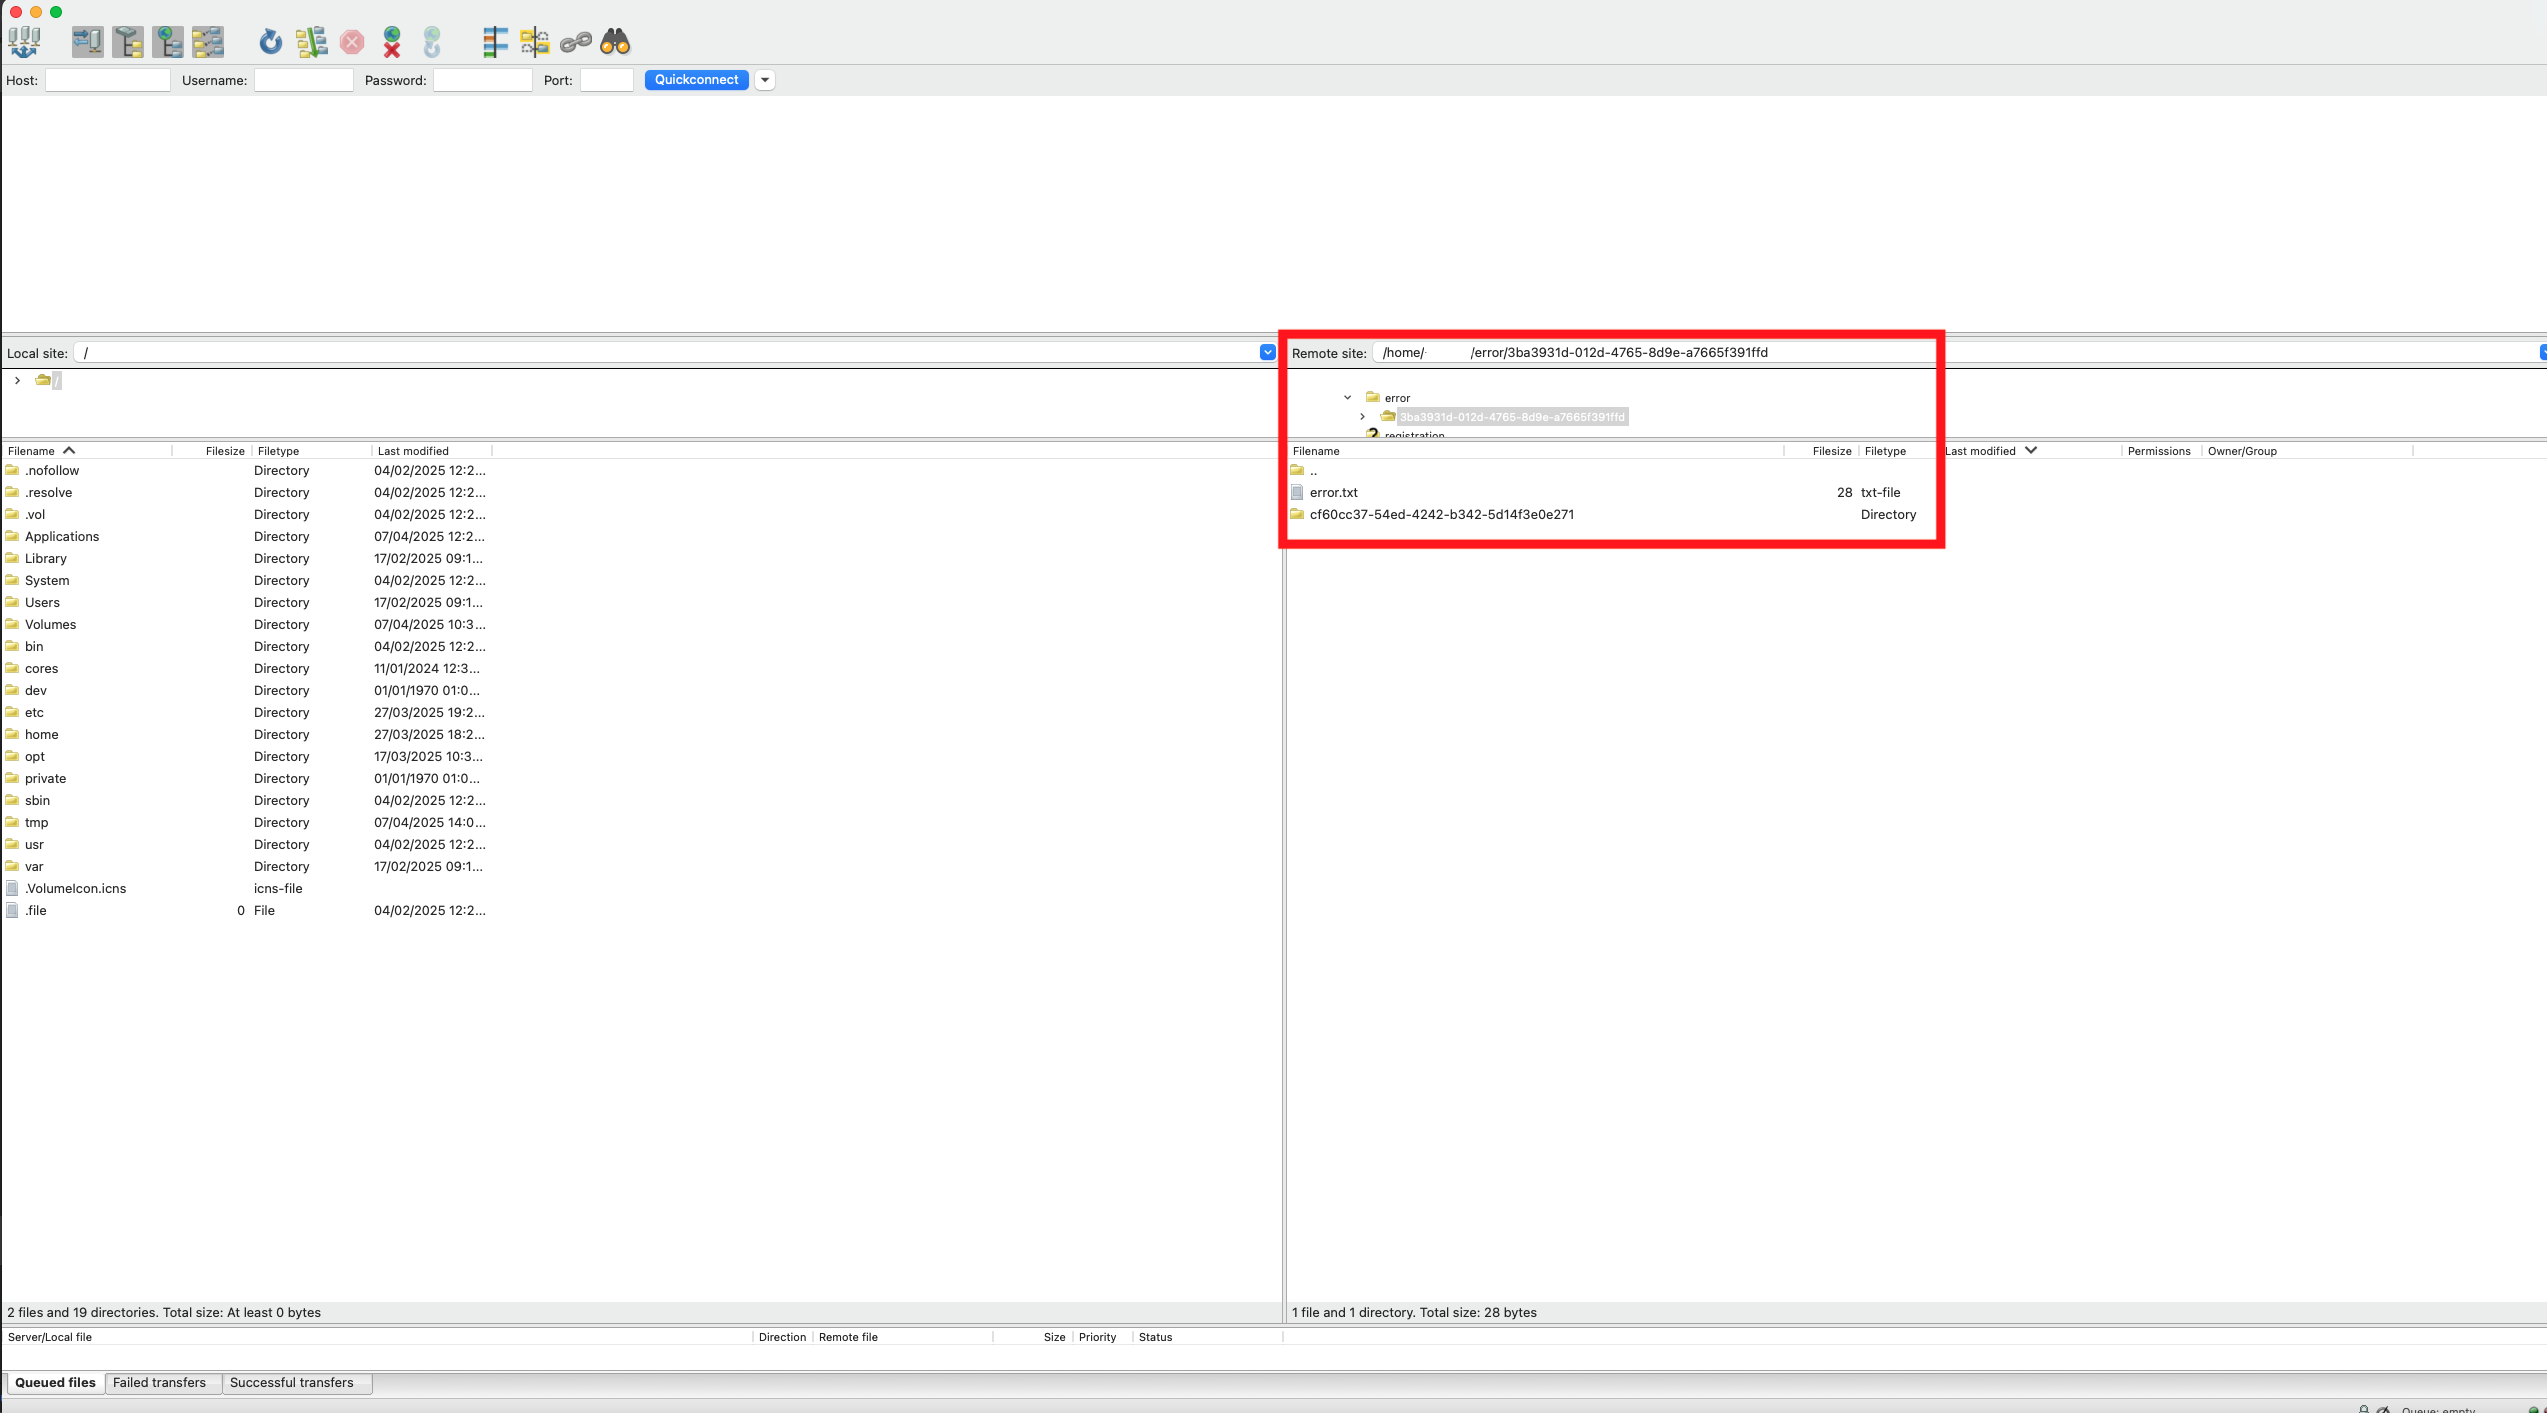 Host: Username: Password: Port: Quickconnect
Local site: /
/
Filename Filesize Filetype Last modified
.nofollow Directory 04/02/2025 12:2...
.resolve Directory 04/02/2025 12:2...
.vol Directory 04/02/2025 12:2...
Applications Directory 07/04/2025 12:2...
Library Directory 17/02/2025 09:1...
System Directory 04/02/2025 12:2...
Users Directory 17/02/2025 09:1...
Volumes Directory 07/04/2025 10:3...
bin Directory 04/02/2025 12:2...
cores Directory 11/01/2024 12:3...
dev Directory 01/01/1970 01:0...
etc Directory 27/03/2025 19:2...
home Directory 27/03/2025 18:2...
opt Directory 17/03/2025 10:3...
private Directory 01/01/1970 01:0...
sbin Directory 04/02/2025 12:2...
tmp Directory 07/04/2025 14:0...
usr Directory 04/02/2025 12:2...
var Directory 17/02/2025 09:1...
.VolumeIcon.icns icns-file
.file 0 File 04/02/2025 12:2...
2 files and 19 directories. Total size: At least 0 bytes
Remote site: /home/ /error/3ba3931d-012d-4765-8d9e-a7665f391ffd
error
3ba3931d-012d-4765-8d9e-a7665f391ffd
registration
Filename Filesize Filetype Last modified Permissions Owner/Group
..
error.txt 28 txt-file
cf60cc37-54ed-4242-b342-5d14f3e0e271 Directory
1 file and 1 directory. Total size: 28 bytes
Server/Local file Direction Remote file Size Priority Status
Queued files Failed transfers Successful transfers
Queue: empty